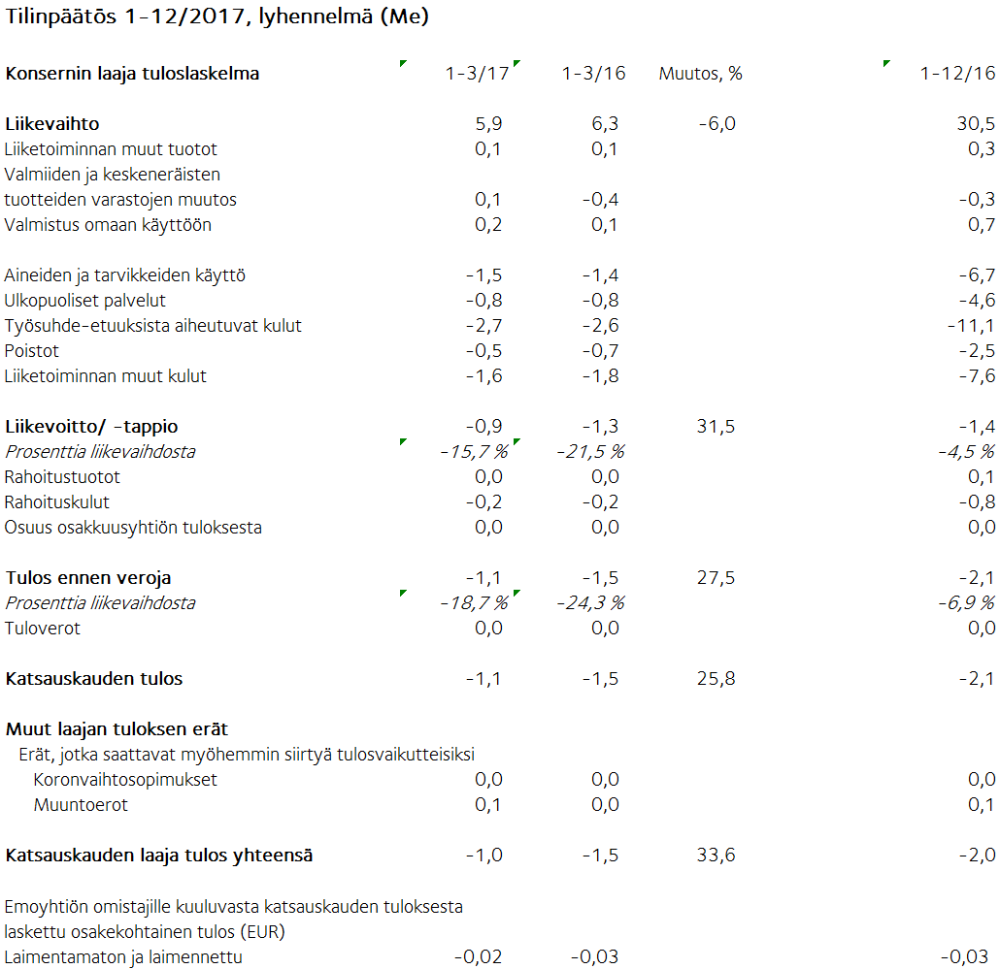 Tilinpäätös 1-12/2017, lyhennelmä (Me)
Konsernin laaja tuloslaskelma 1-3/17 1-3/16 Muutos, % 1-12/16
Liikevaihto 5,9 6,3 -6,0 30,5
Liiketoiminnan muut tuotot 0,1 0,1 0,3
Valmiiden ja keskeneräisten
tuotteiden varastojen muutos 0,1 -0,4 -0,3
Valmistus omaan käyttöön 0,2 0,1 0,7
Aineiden ja tarvikkeiden käyttö -1,5 -1,4 -6,7
Ulkopuoliset palvelut -0,8 -0,8 -4,6
Työsuhde-etuuksista aiheutuvat kulut -2,7 -2,6 -11,1
Poistot -0,5 -0,7 -2,5
Liiketoiminnan muut kulut -1,6 -1,8 -7,6
Liikevoitto/ -tappio -0,9 -1,3 31,5 -1,4
Prosenttia liikevaihdosta -15,7 % -21,5 % -4,5 %
Rahoitustuotot 0,0 0,0 0,1
Rahoituskulut -0,2 -0,2 -0,8
Osuus osakkuusyhtiön tuloksesta 0,0 0,0 0,0
Tulos ennen veroja -1,1 -1,5 27,5 -2,1
Prosenttia liikevaihdosta -18,7 % -24,3 % -6,9 %
Tuloverot 0,0 0,0 0,0
Katsauskauden tulos -1,1 -1,5 25,8 -2,1
Muut laajan tuloksen erät
Erät, jotka saattavat myöhemmin siirtyä tulosvaikutteisiksi
Koronvaihtosopimukset 0,0 0,0 0,0
Muuntoerot 0,1 0,0 0,1
Katsauskauden laaja tulos yhteensä -1,0 -1,5 33,6 -2,0
Emoyhtiön omistajille kuuluvasta katsauskauden tuloksesta
laskettu osakekohtainen tulos (EUR)
Laimentamaton ja laimennettu -0,02 -0,03 -0,03